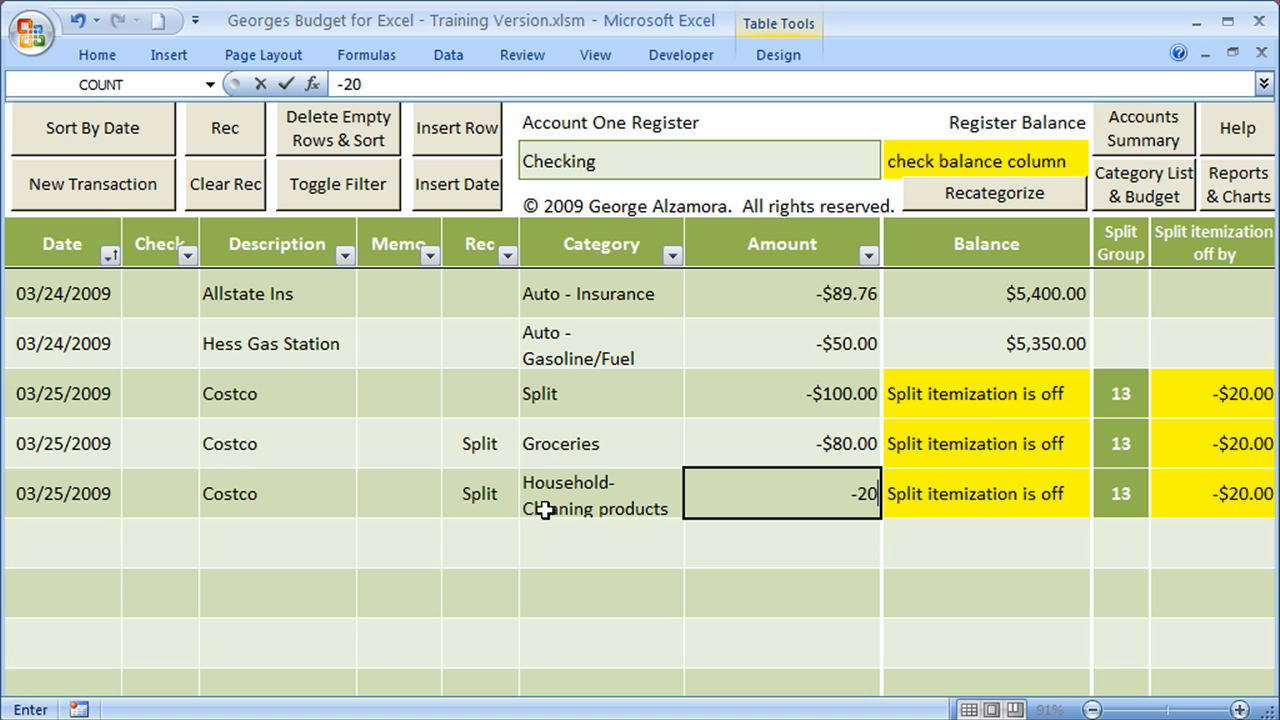 Georges Budget for Excel - Training Version.xlsm - Microsoft Excel
Table Tools
Home Insert Page Layout Formulas Data Review View Developer Design
COUNT fx -20
Sort By Date
Rec
Delete Empty
Rows & Sort
Insert Row
Account One Register
Register Balance
Accounts
Summary
Help
Checking
check balance column
New Transaction
Clear Rec
Toggle Filter
Insert Date
Recategorize
Category List
& Budget
Reports
& Charts
© 2009 George Alzamora. All rights reserved.
Date Check Description Memo Rec Category Amount Balance
Split
Group
Split itemization
off by
03/24/2009 Allstate Ins Auto - Insurance -$89.76 $5,400.00
03/24/2009 Hess Gas Station
Auto -
Gasoline/Fuel
-$50.00 $5,350.00
03/25/2009 Costco Split -$100.00 Split itemization is off 13 -$20.00
03/25/2009 Costco Split Groceries -$80.00 Split itemization is off 13 -$20.00
03/25/2009 Costco Split
Household-
Cleaning products
-20 Split itemization is off 13 -$20.00
Enter 91%